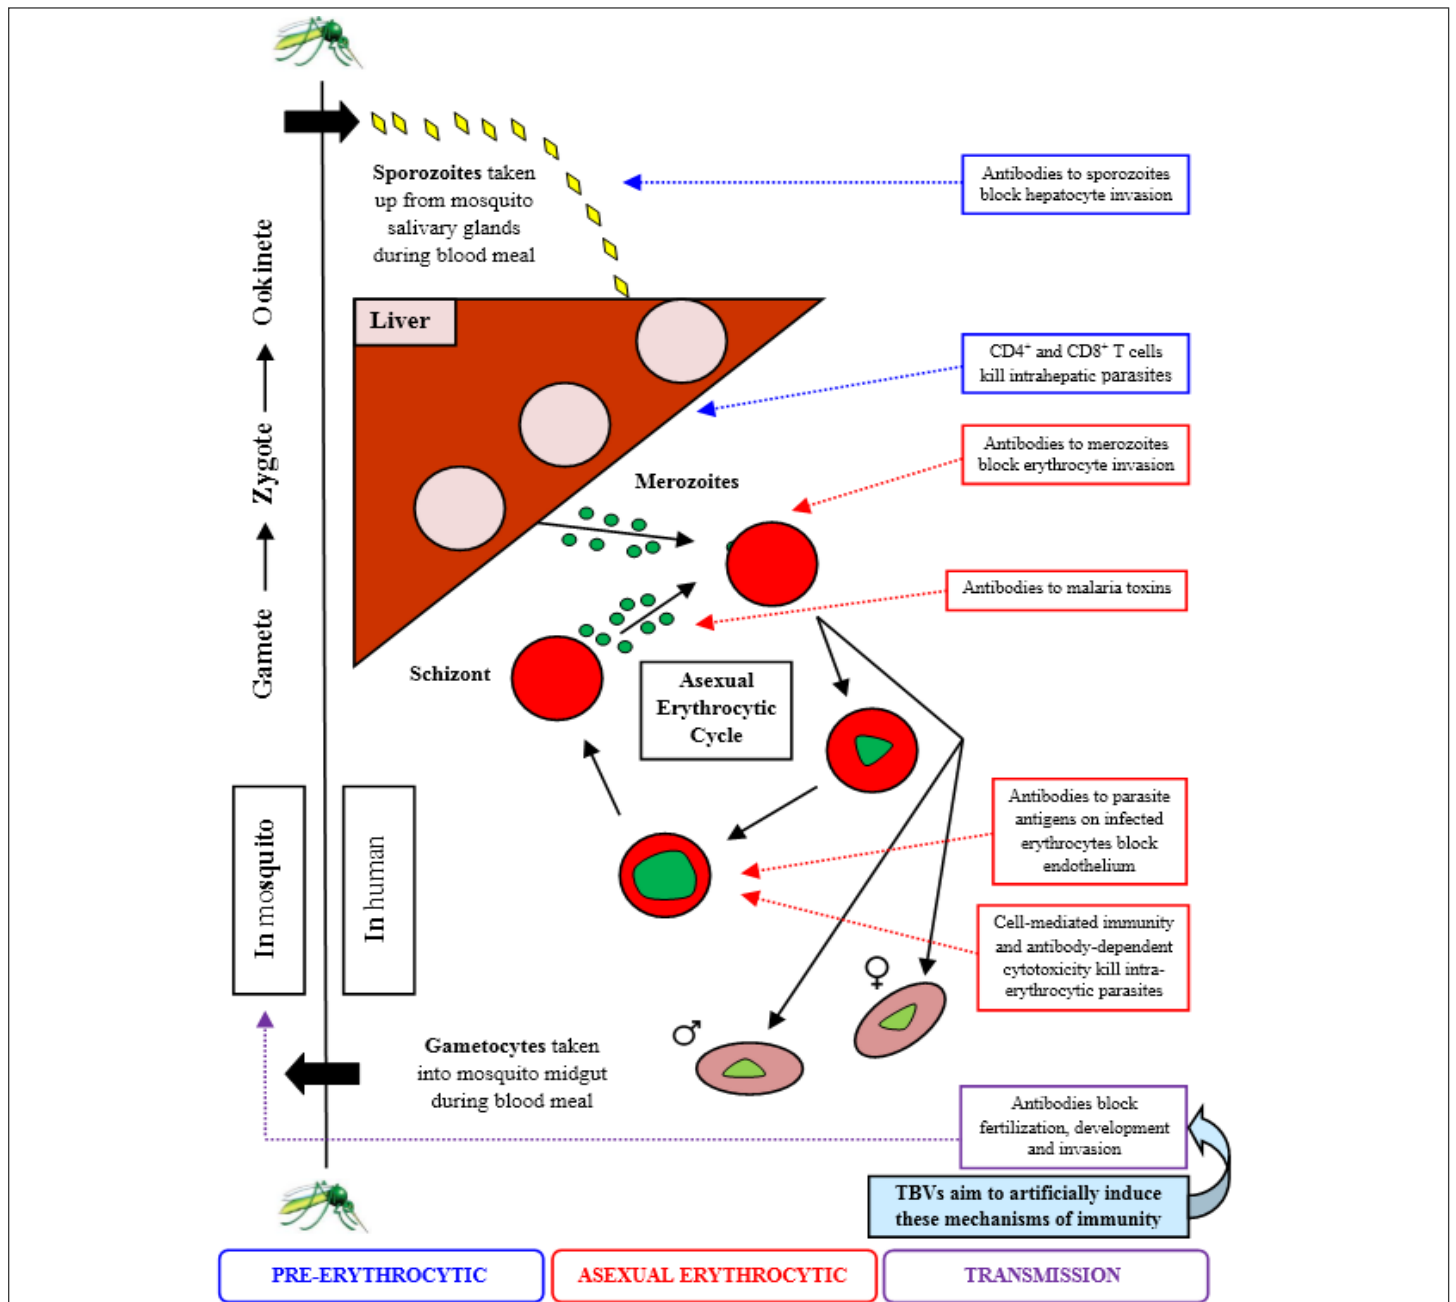 Sporozoites taken
up from mosquito
salivary glands
during blood meal
Antibodies to sporozoites
block hepatocyte invasion
Liver
CD4⁺ and CD8⁺ T cells
kill intrahepatic parasites
Antibodies to merozoites
block erythrocyte invasion
Merozoites
Antibodies to malaria toxins
Schizont
Asexual
Erythrocytic
Cycle
Gamete → Zygote → Ookinete
In mosquito
In human
Antibodies to parasite
antigens on infected
erythrocytes block
endothelium
Cell-mediated immunity
and antibody-dependent
cytotoxicity kill intra-
erythrocytic parasites
♀
♂
Gametocytes taken
into mosquito midgut
during blood meal
Antibodies block
fertilization, development
and invasion
TBVs aim to artificially induce
these mechanisms of immunity
PRE-ERYTHROCYTIC
ASEXUAL ERYTHROCYTIC
TRANSMISSION